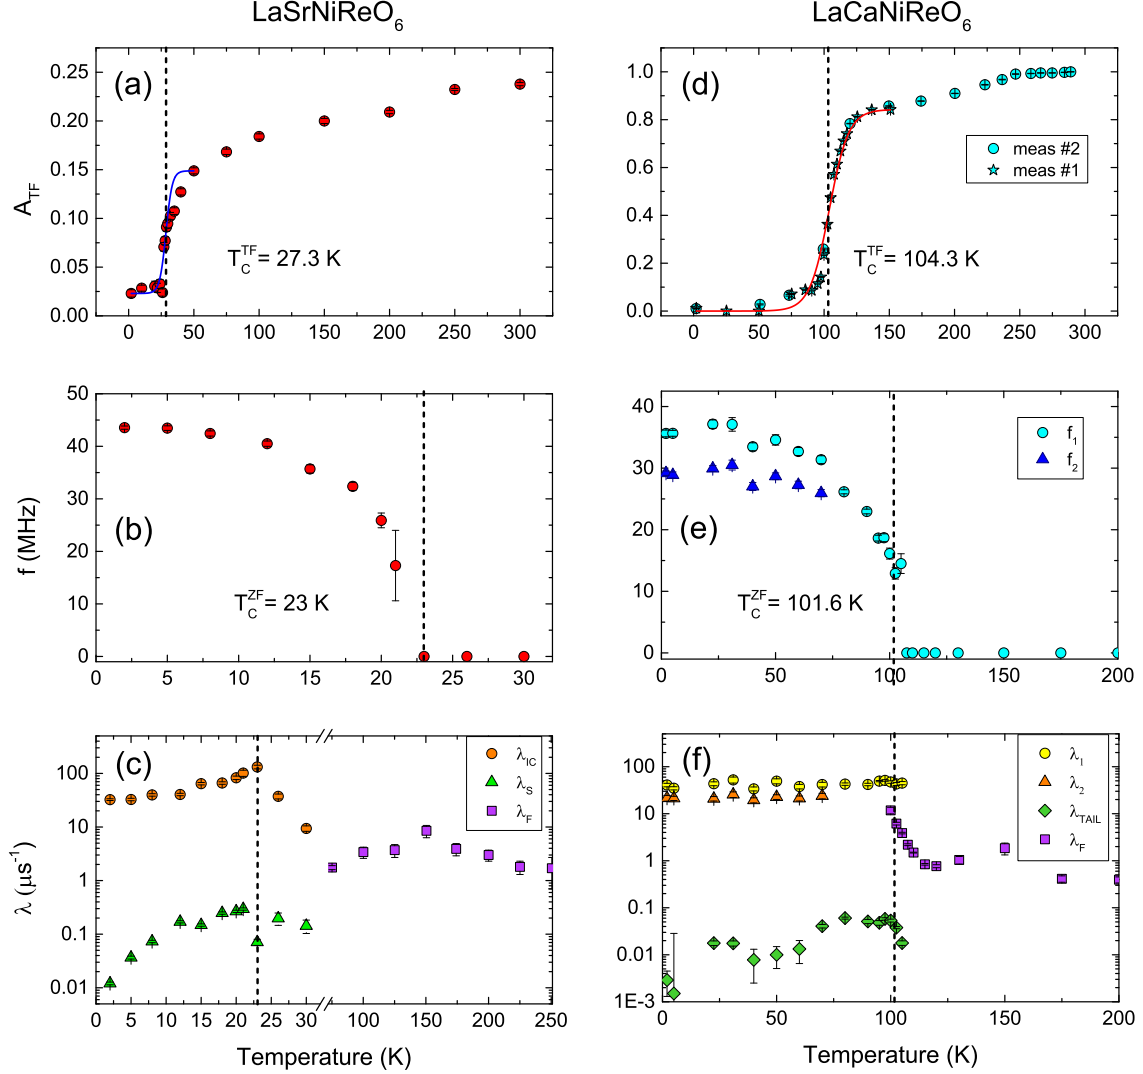 LaSrNiReO6
LaCaNiReO6
(a)
ATF
0.25
0.20
0.15
0.10
0.05
0.00
TCTF= 27.3 K
0 50 100 150 200 250 300
(d)
1.0
0.8
0.6
0.4
0.2
0.0
meas #2
meas #1
TCTF= 104.3 K
0 50 100 150 200 250 300
(b)
f (MHz)
50
40
30
20
10
0
TCZF= 23 K
0 5 10 15 20 25 30
(e)
40
30
20
10
0
f1
f2
TCZF= 101.6 K
0 50 100 150 200
(c)
λ (μs-1)
100
10
1
0.1
0.01
λIC
λS
λF
0 5 10 15 20 25 30 100 150 200 250
Temperature (K)
(f)
100
10
1
0.1
0.01
1E-3
λ1
λ2
λTAIL
λF
0 50 100 150 200
Temperature (K)